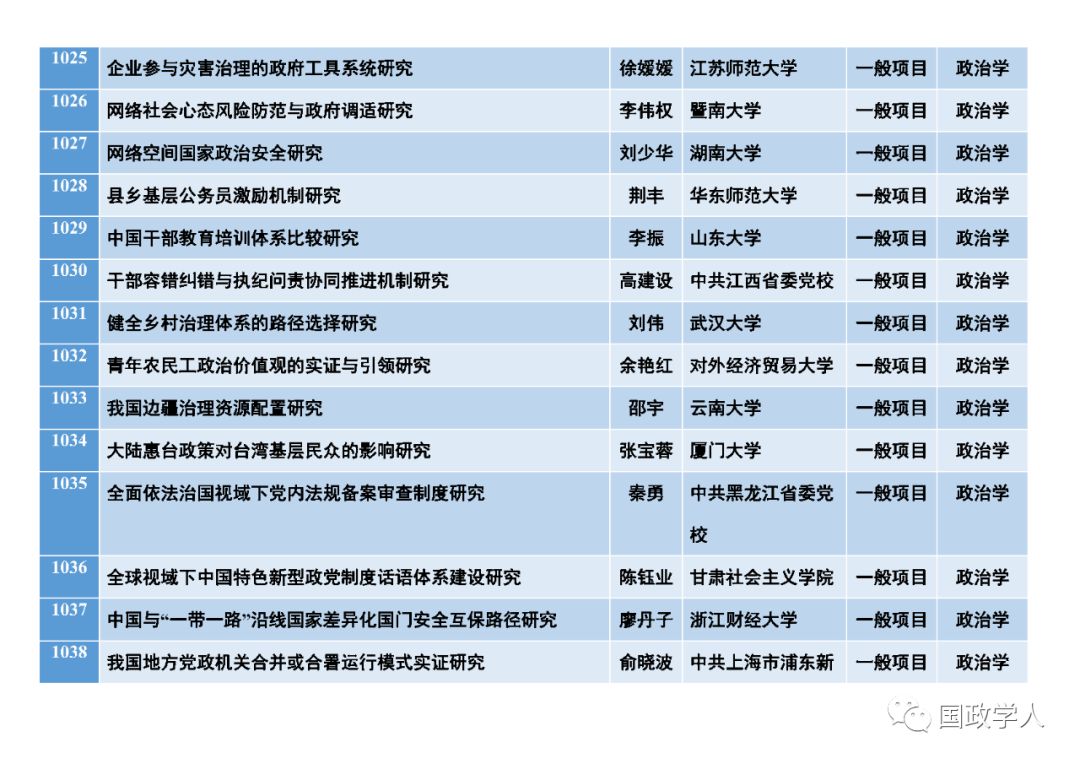 1025 企业参与灾害治理的政府工具系统研究 徐媛媛 江苏师范大学 一般项目 政治学
1026 网络社会心态风险防范与政府调适研究 李伟权 暨南大学 一般项目 政治学
1027 网络空间国家政治安全研究 刘少华 湖南大学 一般项目 政治学
1028 县乡基层公务员激励机制研究 荆丰 华东师范大学 一般项目 政治学
1029 中国干部教育培训体系比较研究 李振 山东大学 一般项目 政治学
1030 干部容错纠错与执纪问责协同推进机制研究 高建设 中共江西省委党校 一般项目 政治学
1031 健全乡村治理体系的路径选择研究 刘伟 武汉大学 一般项目 政治学
1032 青年农民工政治价值观的实证与引领研究 余艳红 对外经济贸易大学 一般项目 政治学
1033 我国边疆治理资源配置研究 邵宇 云南大学 一般项目 政治学
1034 大陆惠台政策对台湾基层民众的影响研究 张宝蓉 厦门大学 一般项目 政治学
1035 全面依法治国视域下党内法规备案审查制度研究 秦勇 中共黑龙江省委党 一般项目 政治学
校
1036 全球视域下中国特色新型政党制度话语体系建设研究 陈钰业 甘肃社会主义学院 一般项目 政治学
1037 中国与“一带一路”沿线国家差异化国门安全互保路径研究 廖丹子 浙江财经大学 一般项目 政治学
1038 我国地方党政机关合并或合署运行模式实证研究 俞晓波 中共上海市浦东新 一般项目 政治学
国政学人